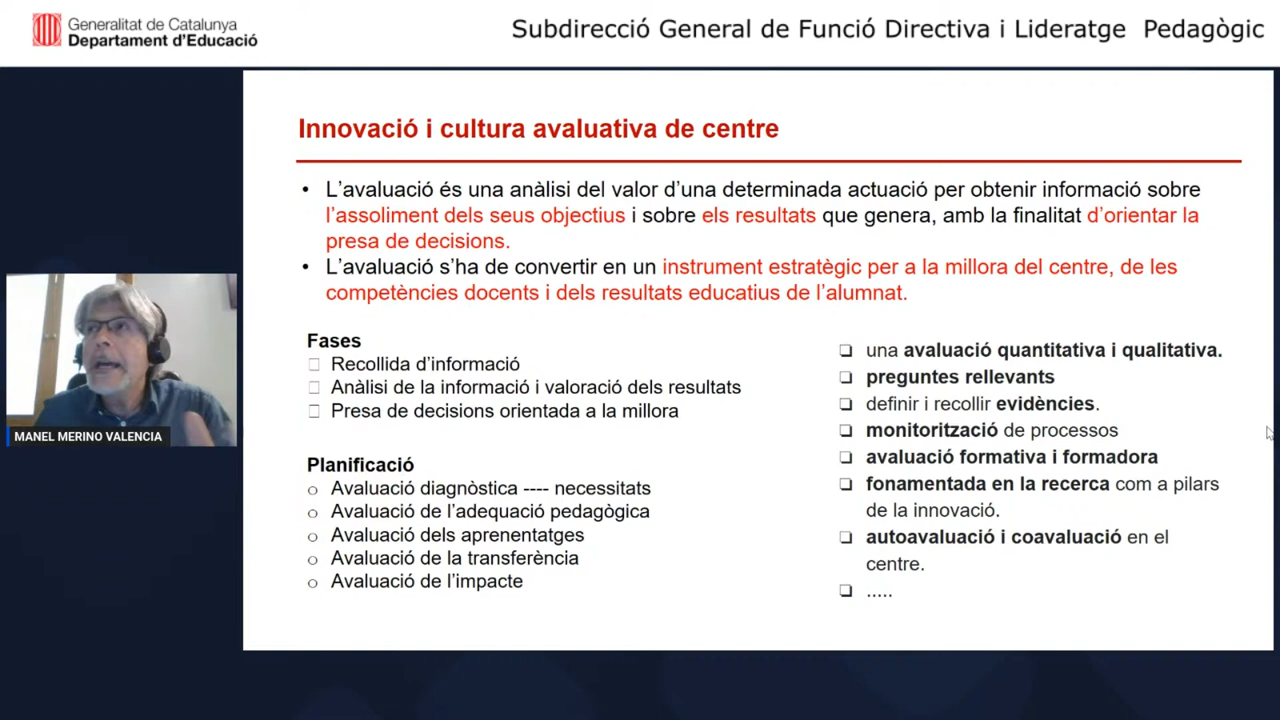 Generalitat de Catalunya
Departament d'Educació
Subdirecció General de Funció Directiva i Lideratge Pedagògic
Innovació i cultura avaluativa de centre
• L'avaluació és una anàlisi del valor d'una determinada actuació per obtenir informació sobre
l'assoliment dels seus objectius i sobre els resultats que genera, amb la finalitat d'orientar la
presa de decisions.
• L'avaluació s'ha de convertir en un instrument estratègic per a la millora del centre, de les
competències docents i dels resultats educatius de l'alumnat.
Fases
Recollida d'informació
Anàlisi de la informació i valoració dels resultats
Presa de decisions orientada a la millora
Planificació
o Avaluació diagnòstica ---- necessitats
o Avaluació de l'adequació pedagògica
o Avaluació dels aprenentatges
o Avaluació de la transferència
o Avaluació de l'impacte
❏ una avaluació quantitativa i qualitativa.
❏ preguntes rellevants
❏ definir i recollir evidències.
❏ monitorització de processos
❏ avaluació formativa i formadora
❏ fonamentada en la recerca com a pilars
de la innovació.
❏ autoavaluació i coavaluació en el
centre.
❏ .....
MANEL MERINO VALENCIA